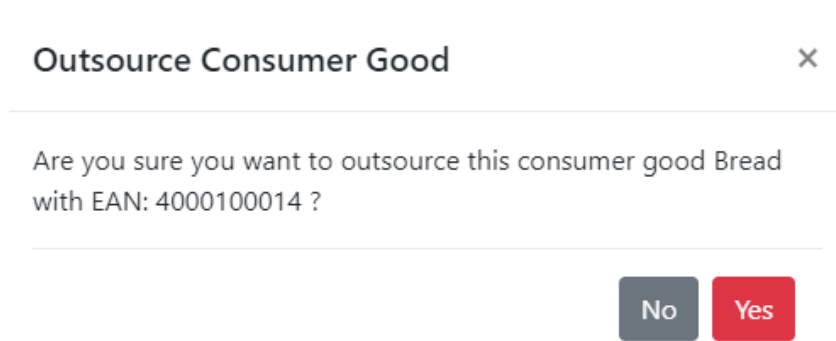 Outsource Consumer Good ×
Are you sure you want to outsource this consumer good Bread
with EAN: 4000100014 ?
No Yes